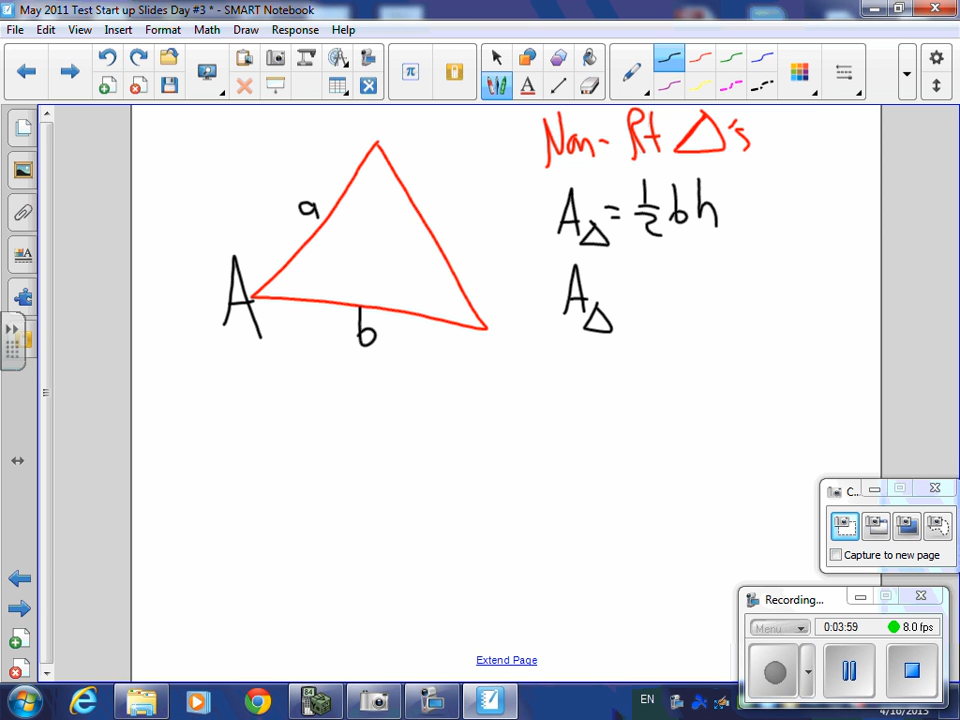 May 2011 Test Start up Slides Day #3 * - SMART Notebook
File Edit View Insert Format Math Draw Response Help
Non- Rt △'s
a
A△ = 1/2 bh
A
b
A△
C...
Capture to new page
Recording...
Menu
0:03:59
8.0 fps
Extend Page
EN
4/10/2013